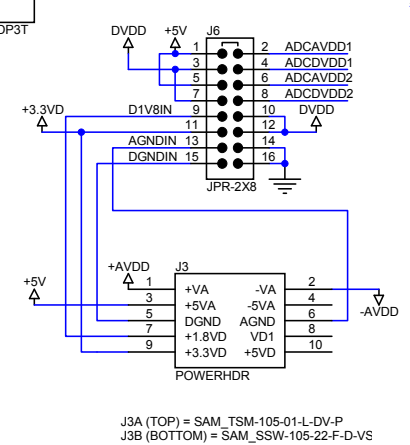 OP3T
DVDD +5V J6
1 2 ADCAVDD1
3 4 ADCDVDD1
5 6 ADCAVDD2
7 8 ADCDVDD2
+3.3VD D1V8IN 9 10 DVDD
11 12
AGNDIN 13 14
DGNDIN 15 16
JPR-2X8
+AVDD J3
1 +VA -VA 2
+5V 3 +5VA -5VA 4 -AVDD
5 DGND AGND 6
7 +1.8VD VD1 8
9 +3.3VD +5VD 10
POWERHDR
J3A (TOP) = SAM_TSM-105-01-L-DV-P
J3B (BOTTOM) = SAM_SSW-105-22-F-D-VS